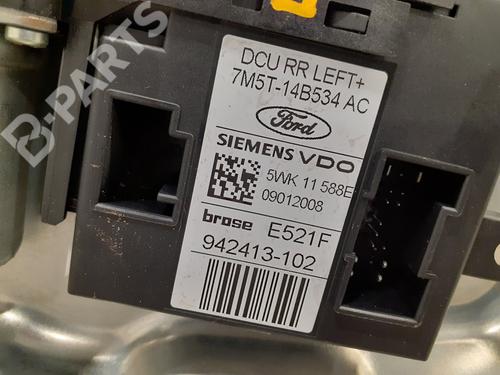 DCU RR LEFT+
7M5T-14B534 AC
Ford
SIEMENS VDO
5WK 11 588E
09012008
brose E521F
942413-102
B-PARTS